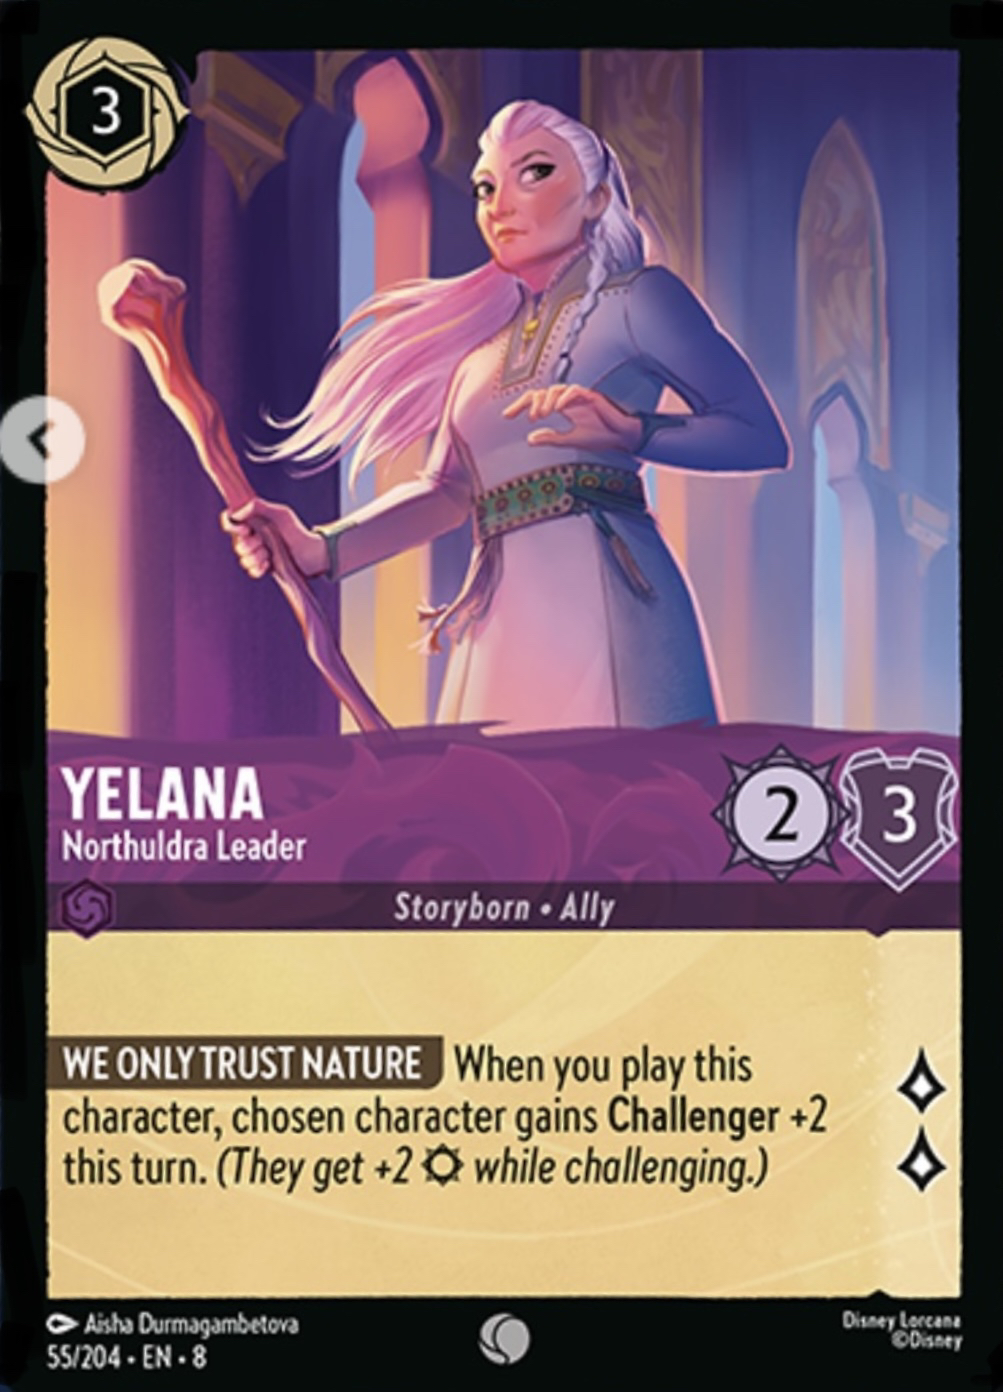 3
YELANA
Northuldra Leader
2
3
Storyborn • Ally
WE ONLY TRUST NATURE When you play this
character, chosen character gains Challenger +2
this turn. (They get +2 while challenging.)
Aisha Durmagambetova
55/204 • EN • 8
Disney Lorcana
©Disney